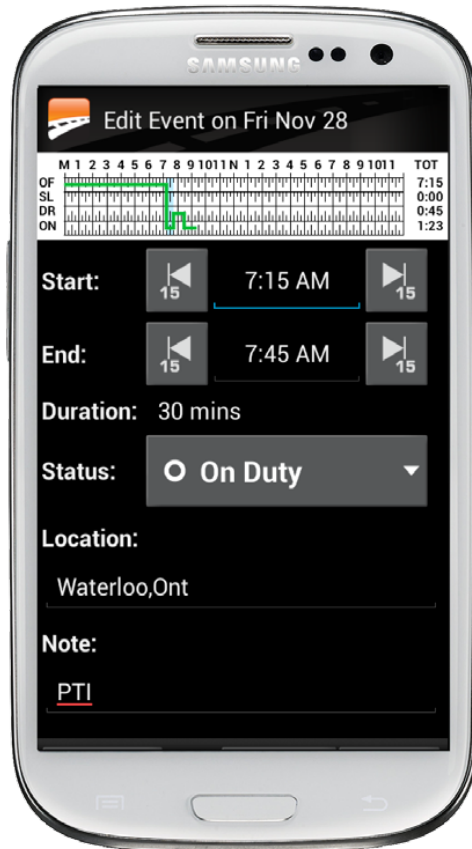 SAMSUNG
Edit Event on Fri Nov 28
M 1 2 3 4 5 6 7 8 9 10 11 N 1 2 3 4 5 6 7 8 9 10 11 TOT
OF 7:15
SL 0:00
DR 0:45
ON 1:23
Start: 15 7:15 AM 15
End: 15 7:45 AM 15
Duration: 30 mins
Status: On Duty
Location:
Waterloo,Ont
Note:
PTI